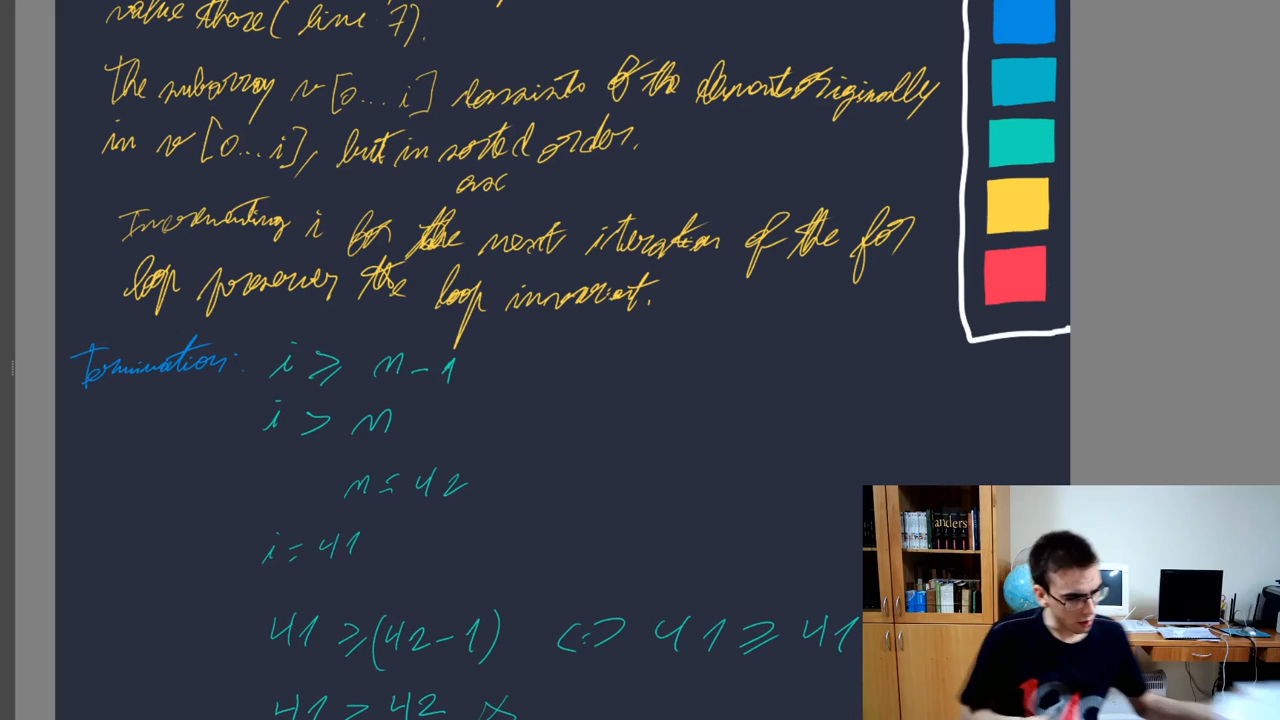 value those (line 7).
The subarray v[0...i] consists of the elements originally
in v[0...i], but in sorted order.
asc
Incrementing i for the next iteration of the for
loop preserves the loop invariant.
Termination: i ≥ n-1
i > n
n = 42
i = 41
41 ≥ (42-1) <=> 41 ≥ 41
41 > 42 x
anders